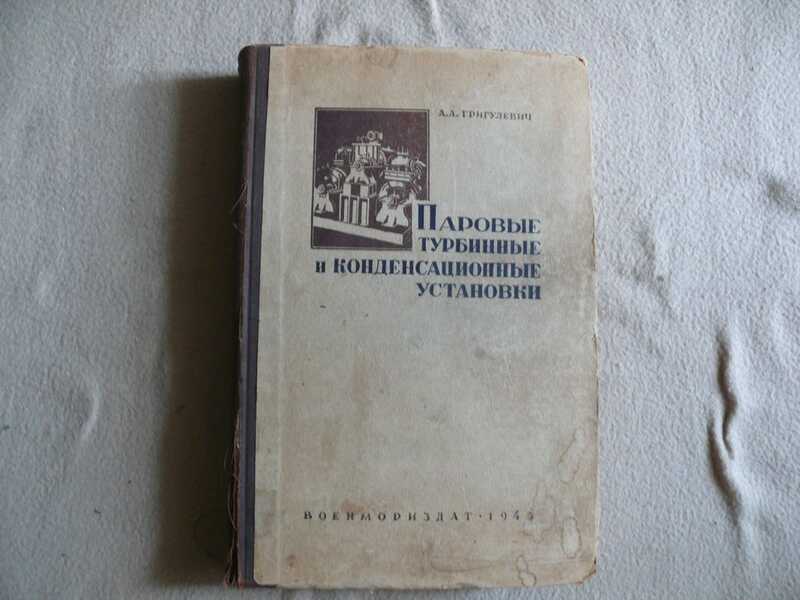 А.А. ГРИГУЛЕВИЧ
ПАРОВЫЕ
ТУРБИННЫЕ
и КОНДЕНСАЦИОННЫЕ
УСТАНОВКИ
ВОЕНМОРИЗДАТ ·